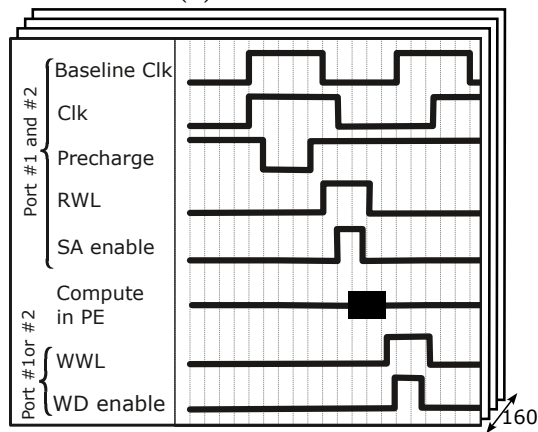 Port #1 and #2
Baseline Clk
Clk
Precharge
RWL
SA enable
Compute
in PE
Port #1or #2
WWL
WD enable
160